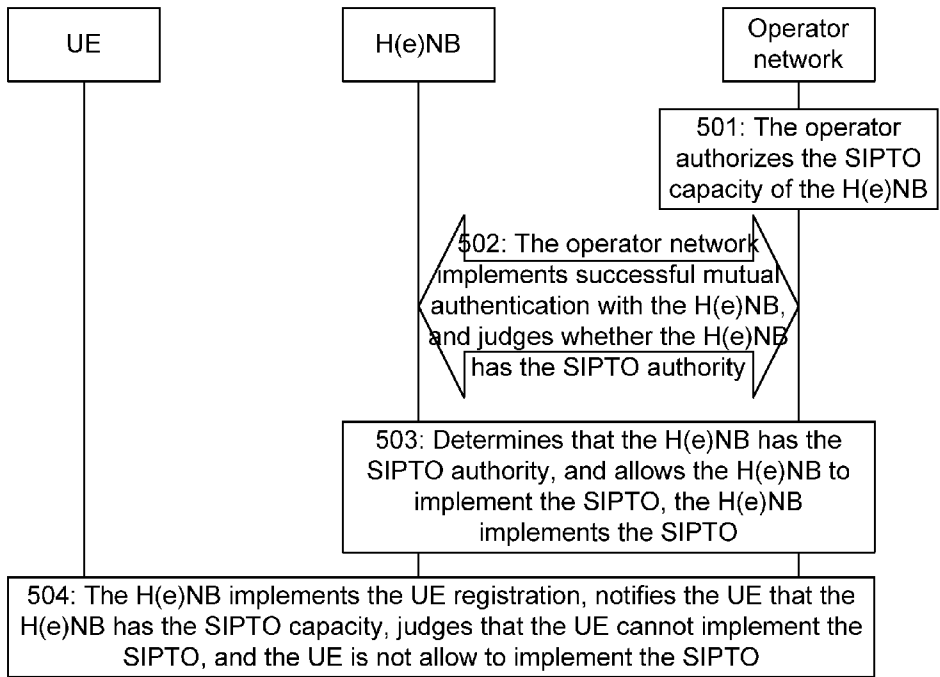 UE
H(e)NB
Operator
network
501: The operator
authorizes the SIPTO
capacity of the H(e)NB
502: The operator network
implements successful mutual
authentication with the H(e)NB,
and judges whether the H(e)NB
has the SIPTO authority
503: Determines that the H(e)NB has the
SIPTO authority, and allows the H(e)NB to
implement the SIPTO, the H(e)NB
implements the SIPTO
504: The H(e)NB implements the UE registration, notifies the UE that the
H(e)NB has the SIPTO capacity, judges that the UE cannot implement the
SIPTO, and the UE is not allow to implement the SIPTO